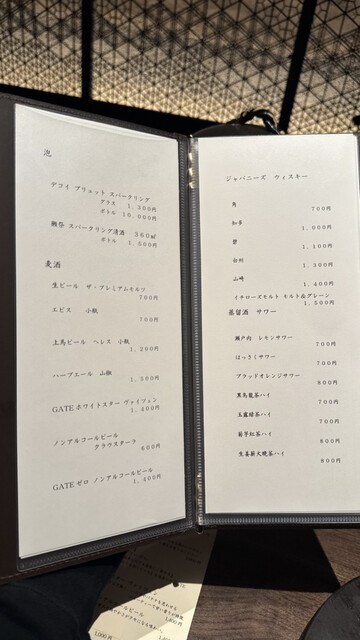 泡
デコイ ブリュット スパークリング
グラス 1,300円
ボトル 10,000円
獺祭 スパークリング清酒 360㎖
ボトル 1,500円
麦酒
生ビール ザ・プレミアムモルツ
700円
エビス 小瓶
700円
上馬ビール ヘレス 小瓶
1,200円
ハーブエール 山椒
1,500円
GATE ホワイトスター ヴァイツェン
1,400円
ノンアルコールビール
クラウスターラ
800円
GATE ゼロ ノンアルコールビール
1,400円
ジャパニーズ ウィスキー
角
700円
知多
1,000円
響
1,100円
白州
1,300円
山崎
1,400円
イチローズモルト モルト&グレーン
1,500円
蒸留酒 サワー
瀬戸内 レモンサワー
700円
はっさくサワー
700円
ブラッドオレンジサワー
800円
黒烏龍茶ハイ
700円
玉露緑茶ハイ
700円
菊芋紅茶ハイ
800円
生姜薪火晩茶ハイ
800円
1,000円